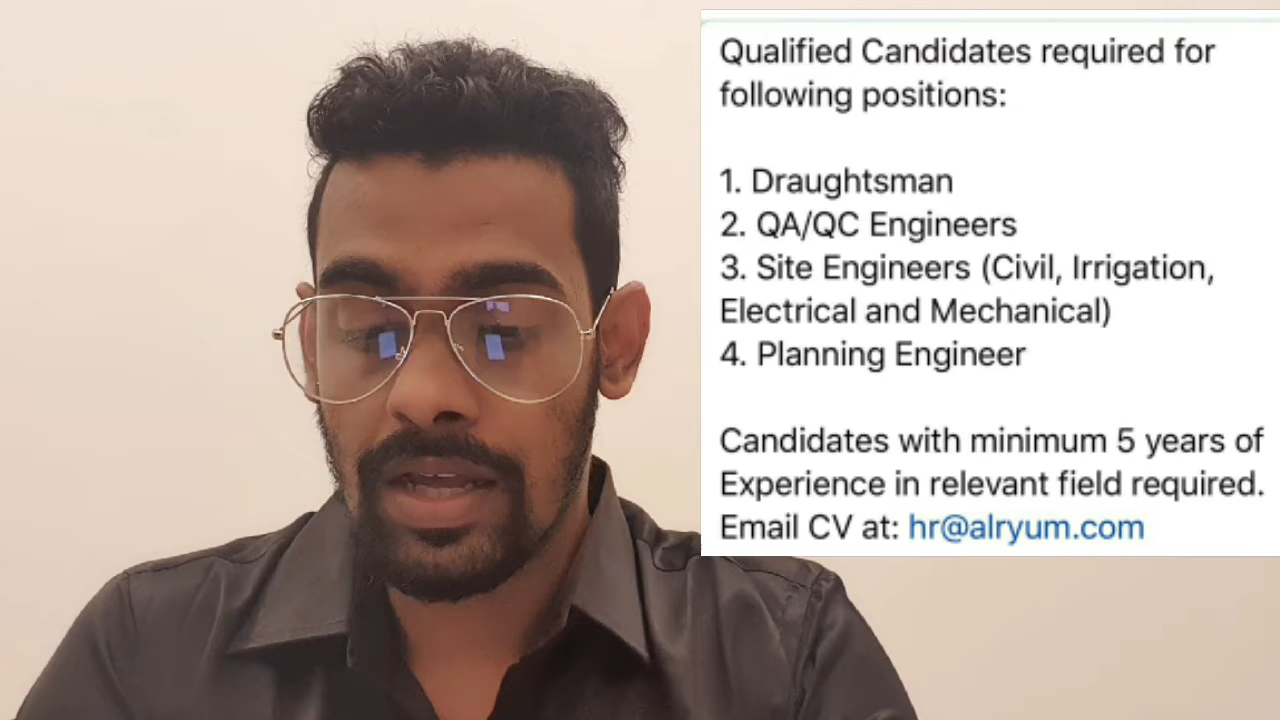 Qualified Candidates required for
following positions:
1. Draughtsman
2. QA/QC Engineers
3. Site Engineers (Civil, Irrigation,
Electrical and Mechanical)
4. Planning Engineer
Candidates with minimum 5 years of
Experience in relevant field required.
Email CV at: hr@alryum.com